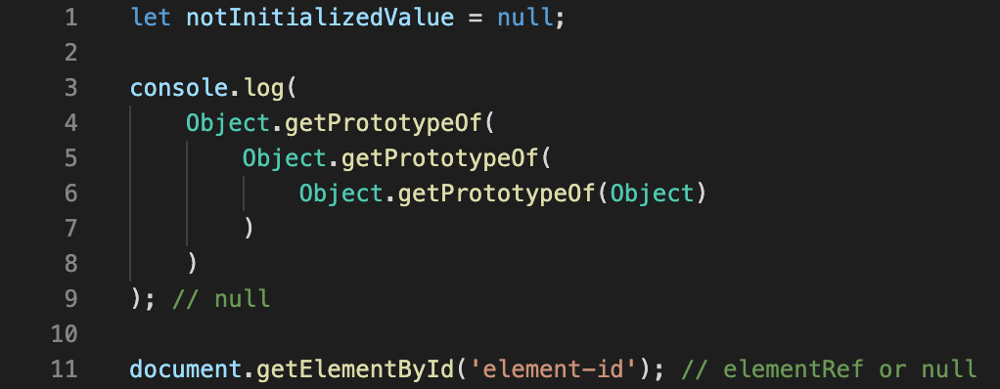 1 let notInitializedValue = null;
2
3 console.log(
4 Object.getPrototypeOf(
5 Object.getPrototypeOf(
6 Object.getPrototypeOf(Object)
7 )
8 )
9 ); // null
10
11 document.getElementById('element-id'); // elementRef or null